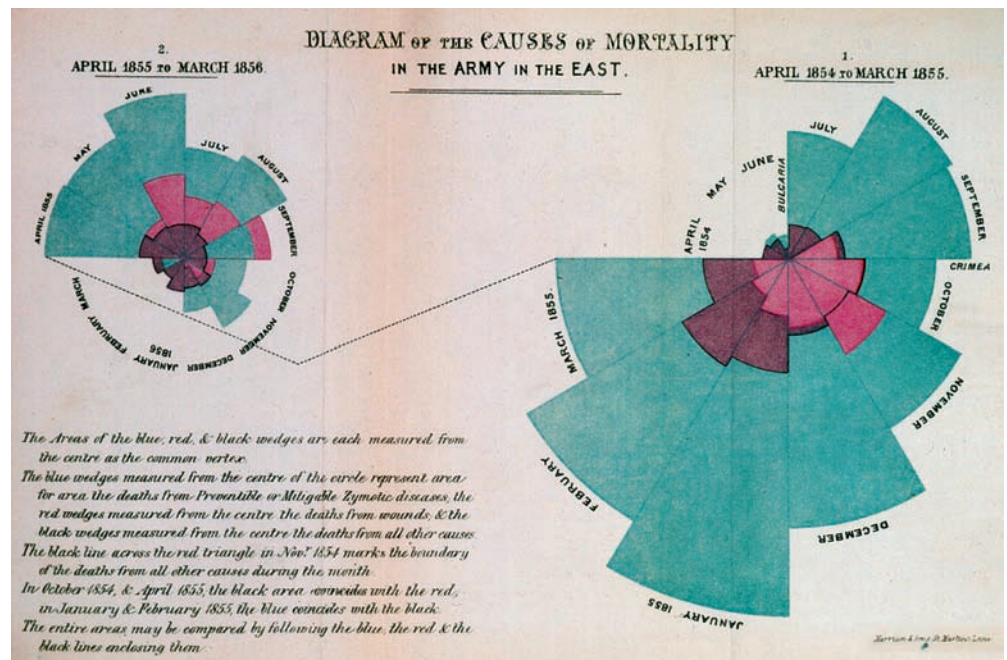 DIAGRAM OF THE CAUSES OF MORTALITY
IN THE ARMY IN THE EAST.
2.
APRIL 1855 TO MARCH 1856.
1.
APRIL 1854 TO MARCH 1855.
APRIL 1855
MAY
JUNE
JULY
AUGUST
SEPTEMBER
OCTOBER
NOVEMBER
DECEMBER
JANUARY
1856
FEBRUARY
MARCH
APRIL
1854
MAY
JUNE
BULGARIA
JULY
AUGUST
SEPTEMBER
CRIMEA
OCTOBER
NOVEMBER
DECEMBER
JANUARY 1855
FEBRUARY
MARCH 1855.
The Areas of the blue, red, & black wedges are each measured from
the centre as the common vertex.
The blue wedges measured from the centre of the circle represent area
for area the deaths from Preventible or Mitigable Zymotic diseases; the
red wedges measured from the centre the deaths from wounds; & the
black wedges measured from the centre the deaths from all other causes.
The black line across the red triangle in Novr. 1854 marks the boundary
of the deaths from all other causes during the month.
In October 1854, & April 1855, the black area coincides with the red;
in January & February 1855, the blue coincides with the black.
The entire areas may be compared by following the blue, the red & the
black lines enclosing them.
Harrison & Sons, St. Martins Lane